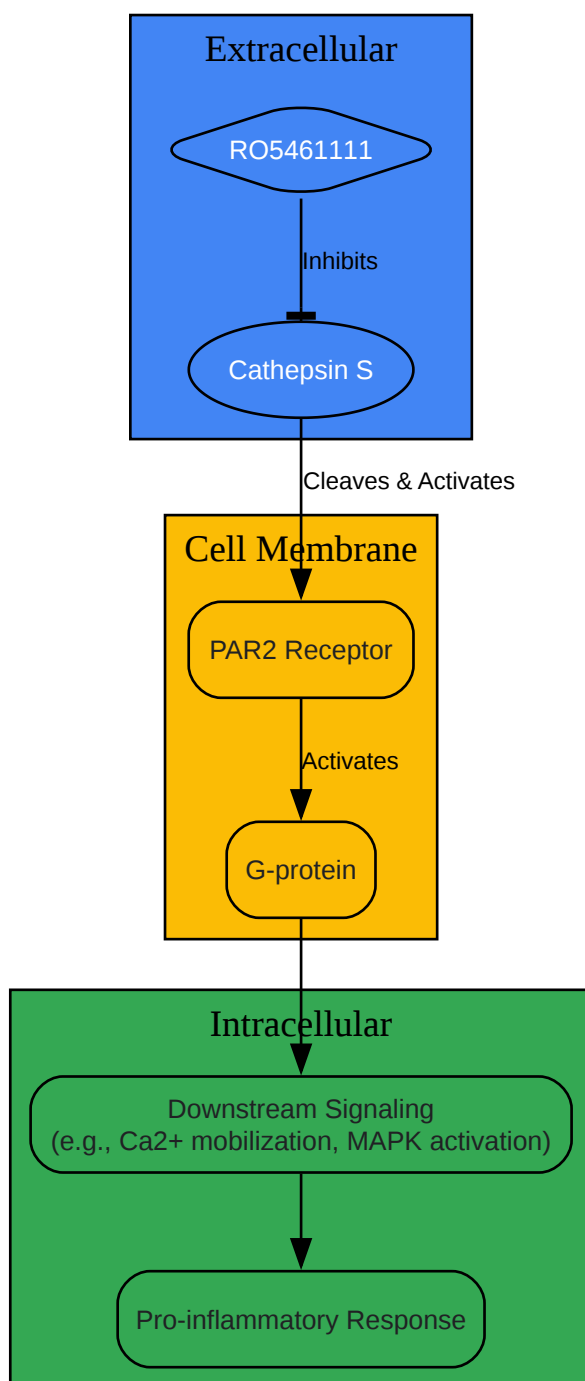 Extracellular
RO5461111
Inhibits
Cathepsin S
Cleaves & Activates
Cell Membrane
PAR2 Receptor
Activates
G-protein
Intracellular
Downstream Signaling
(e.g., Ca2+ mobilization, MAPK activation)
Pro-inflammatory Response